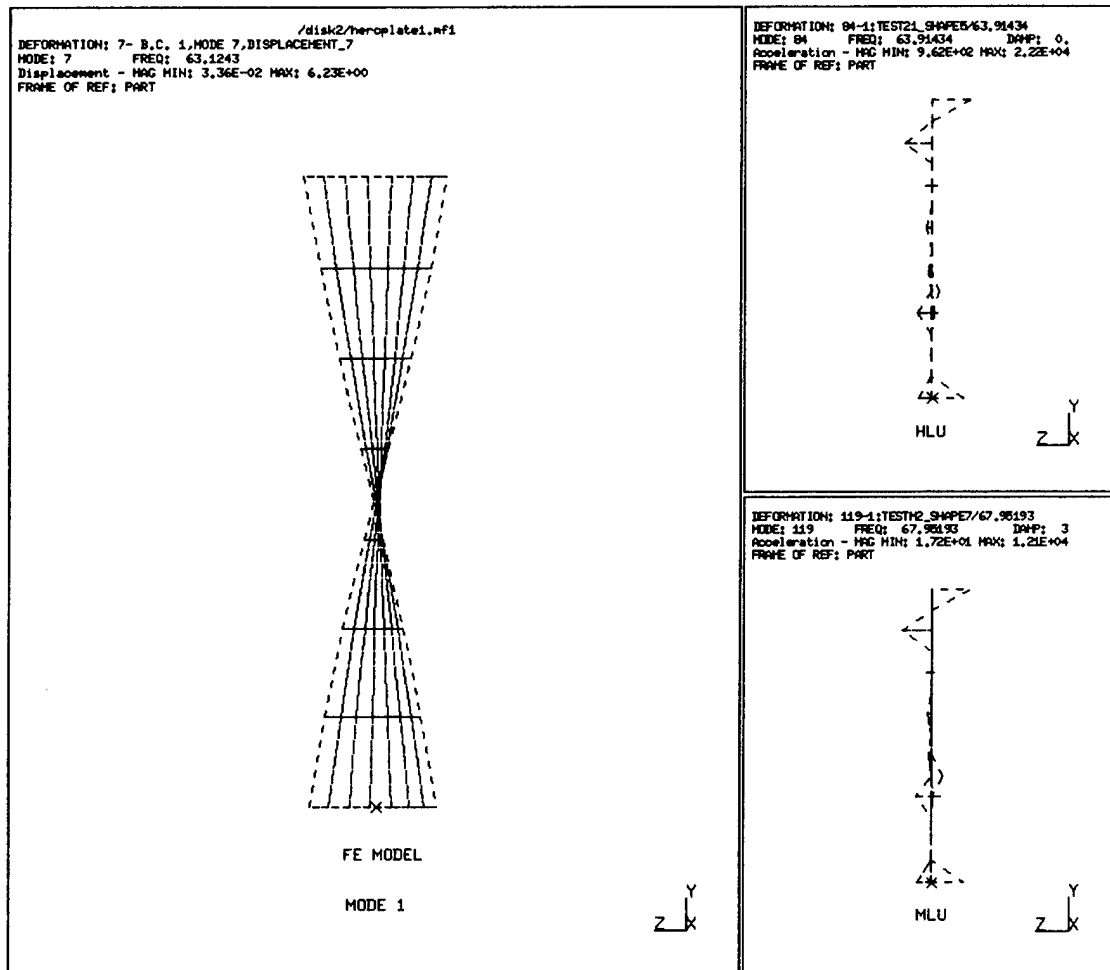 /disk2/heroplate1.mf1
DEFORMATION: 7- B.C. 1,MODE 7,DISPLACEMENT_7
MODE: 7 FREQ: 63.1243
Displacement - MAG MIN: 3.36E-02 MAX: 6.23E+00
FRAME OF REF: PART
FE MODEL
MODE 1
Y
Z X
DEFORMATION: 84-1:TEST21_SHAPE5/63.91434
MODE: 84 FREQ: 63.91434 DAMP: 0.
Acceleration - MAG MIN: 9.62E+02 MAX: 2.22E+04
FRAME OF REF: PART
HLU
Y
Z X
DEFORMATION: 119-1:TESTM2_SHAPE7/67.95193
MODE: 119 FREQ: 67.95193 DAMP: 3
Acceleration - MAG MIN: 1.72E+01 MAX: 1.21E+04
FRAME OF REF: PART
MLU
Y
Z X